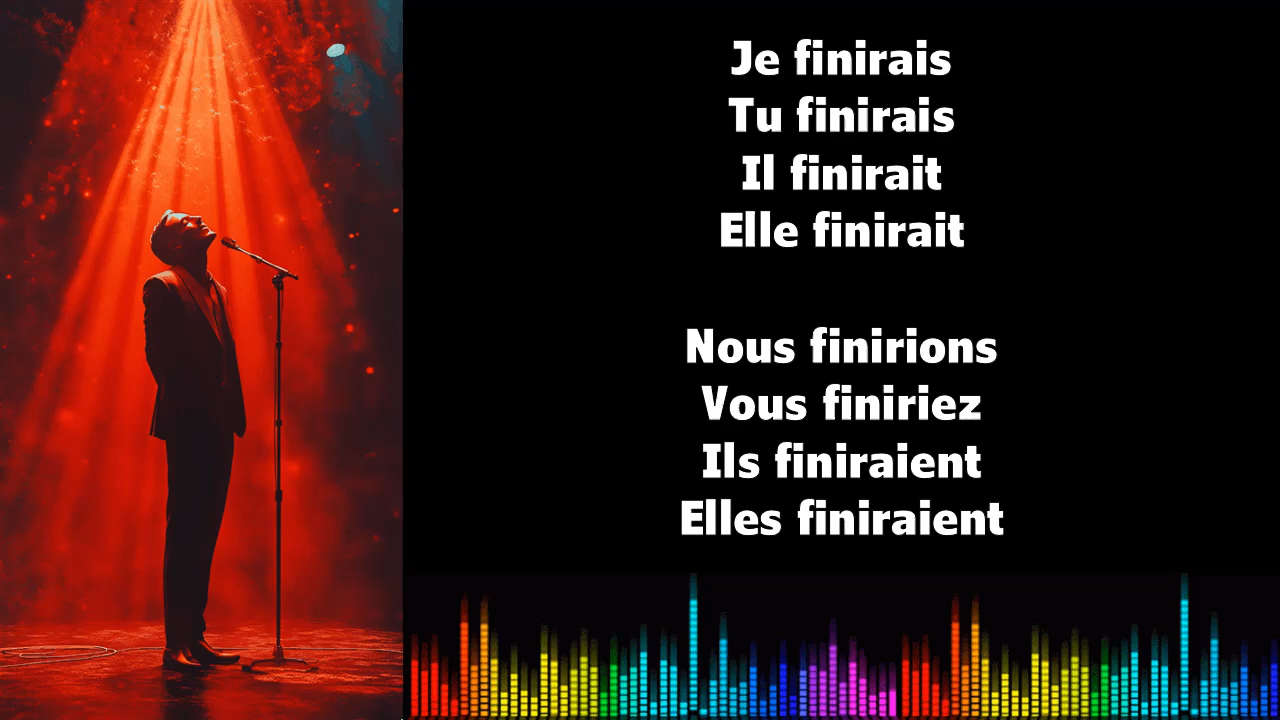 Je finirais
Tu finirais
Il finirait
Elle finirait
Nous finirions
Vous finiriez
Ils finiraient
Elles finiraient